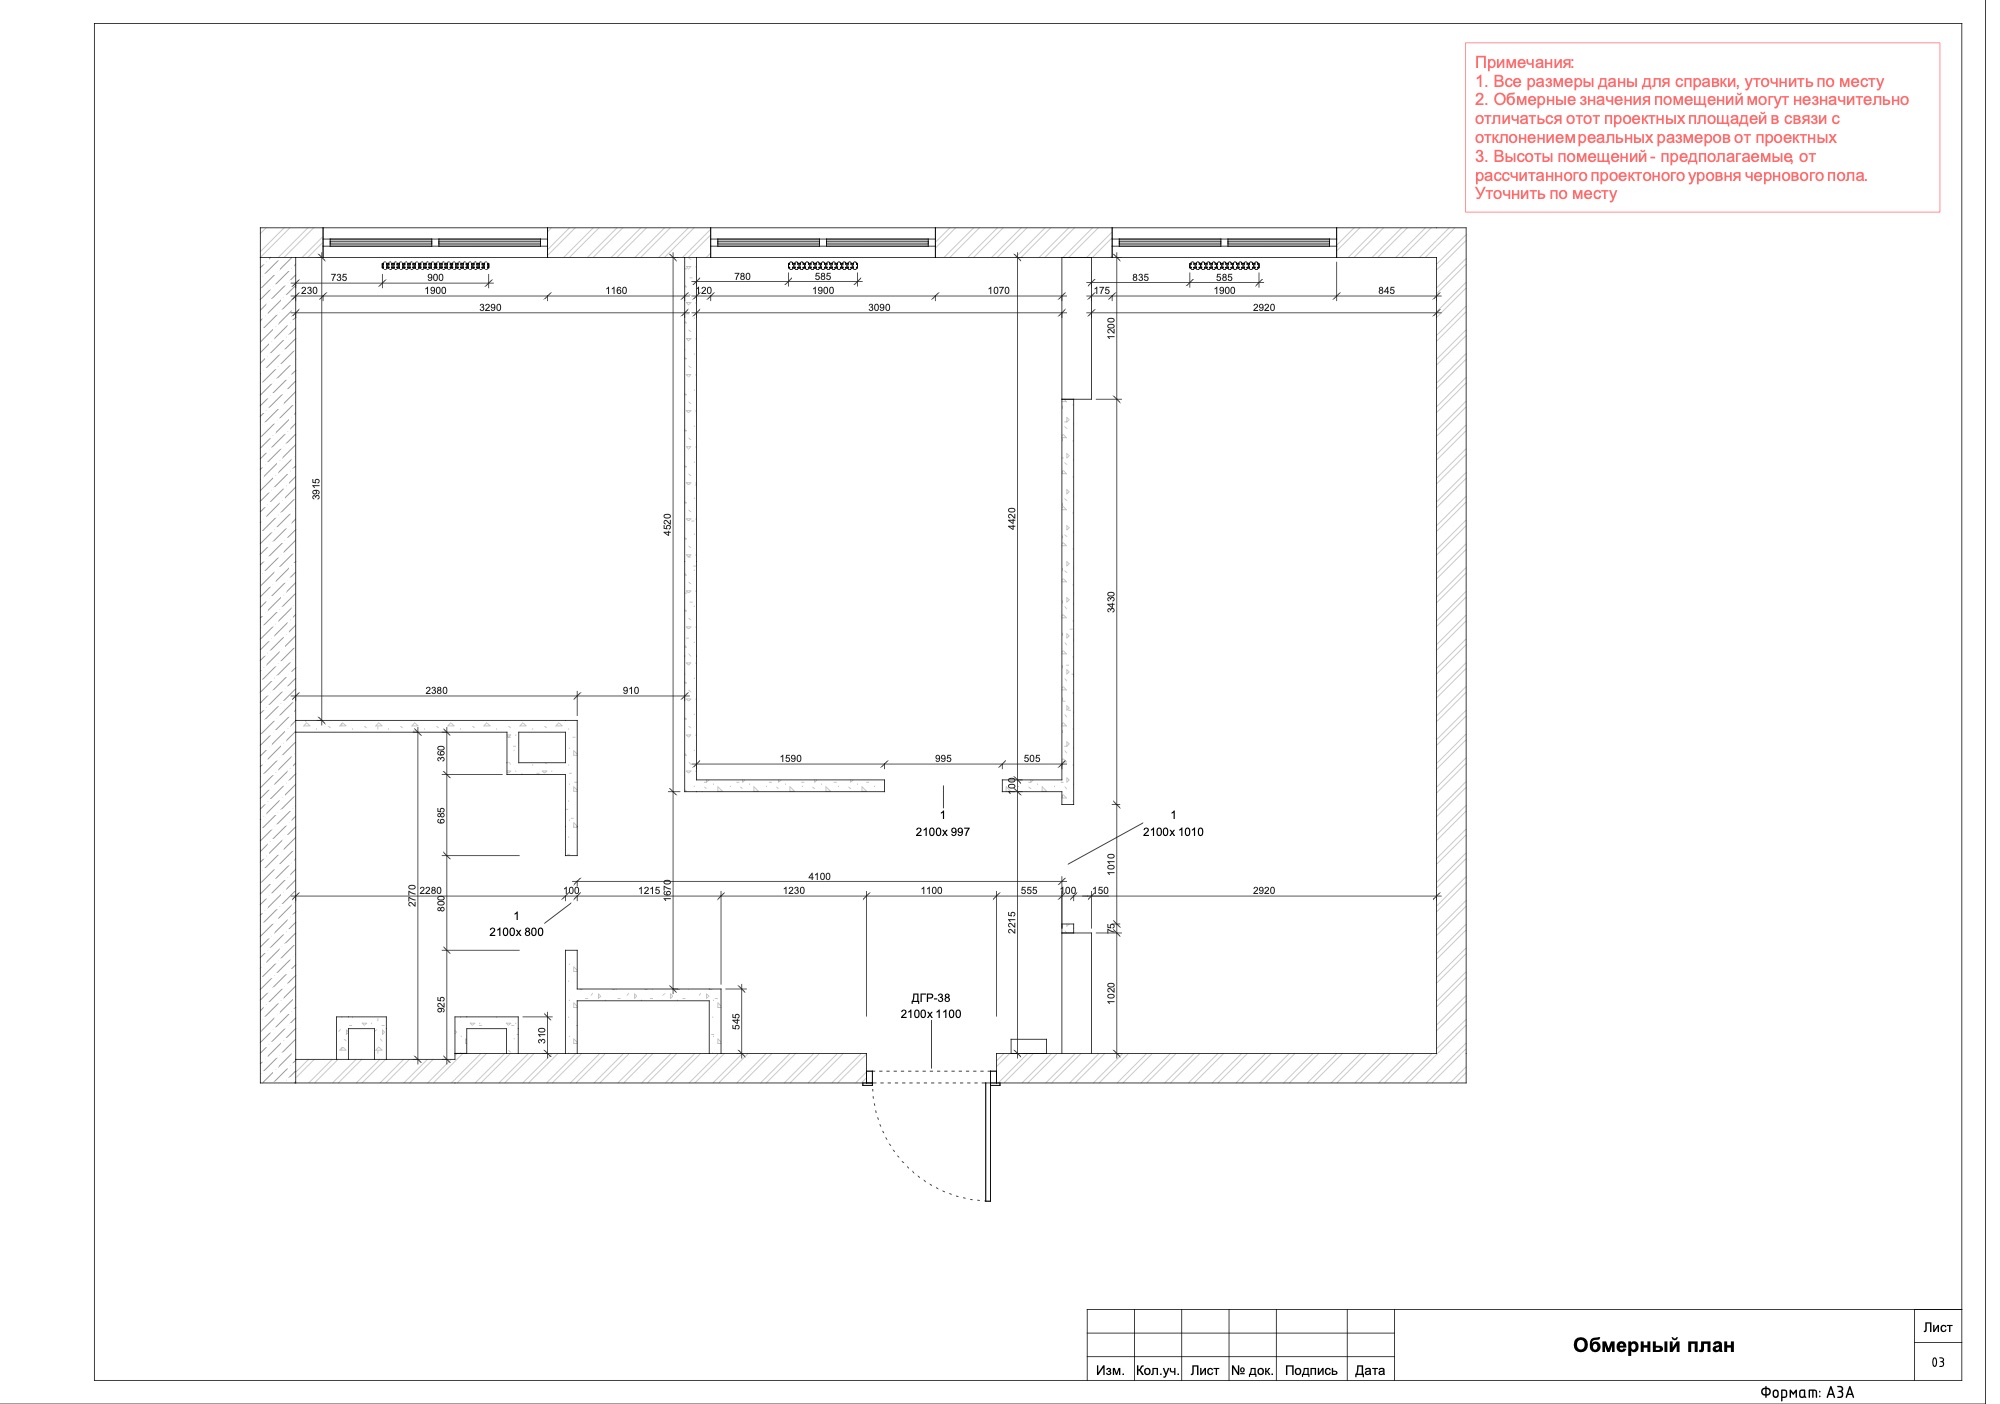 Примечания:
1. Все размеры даны для справки, уточнить по месту
2. Обмерные значения помещений могут незначительно
отличаться отот проектных площадей в связи с
отклонением реальных размеров от проектных
3. Высоты помещений - предполагаемые, от
рассчитанного проектоного уровня чернового пола.
Уточнить по месту
735 900 780 585 835 585
230 1900 1160 120 1900 1070 175 1900 845
3290 3090 2920
1200
3915
4520
4420
3430
2380 910
360
1590 995 505
100
685
1
2100x 997
1
2100x 1010
1010
4100
2280 100 1215 1230 1100 555 100 150 2920
2770
800
1670
1
2100x 800
2215
75
925
310
545
ДГР-38
2100x 1100
1020
Изм. Кол.уч. Лист № док. Подпись Дата
Обмерный план
Лист
03
Формат: А3А